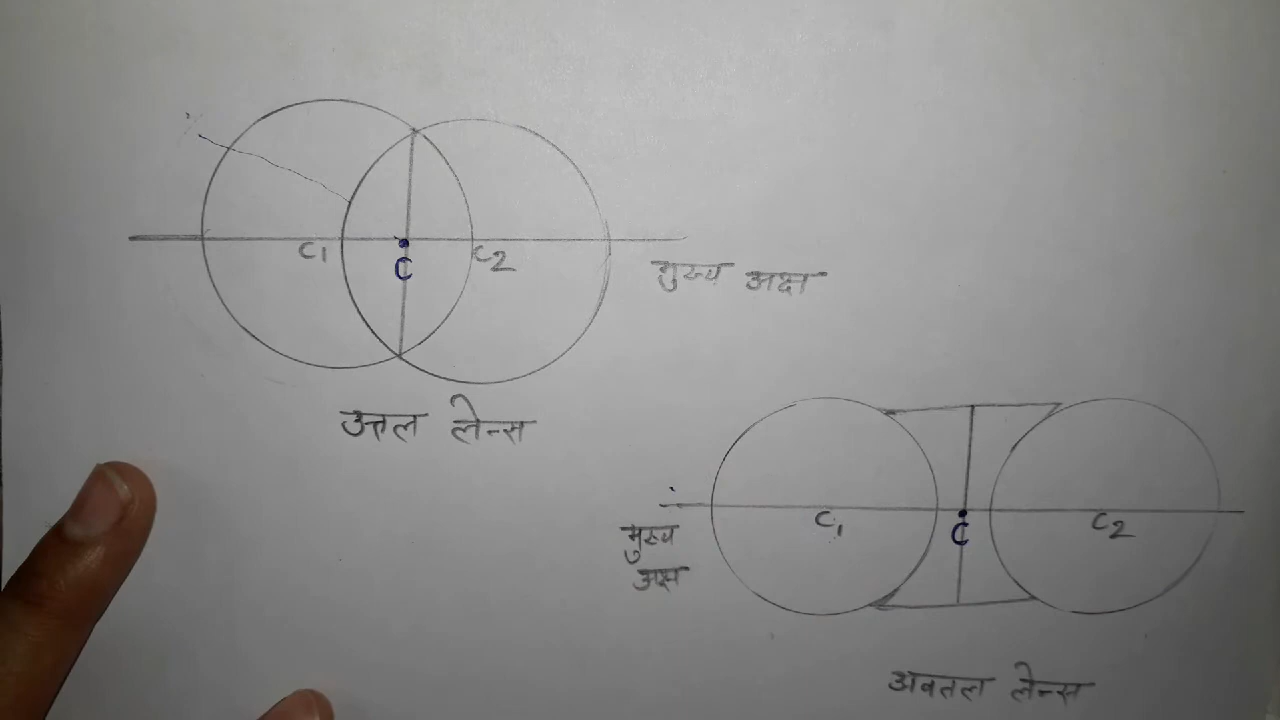 C1 C C2
मुख्य अक्ष
उत्तल लेन्स
C1 C C2
मुख्य
अक्ष
अवतल लेन्स